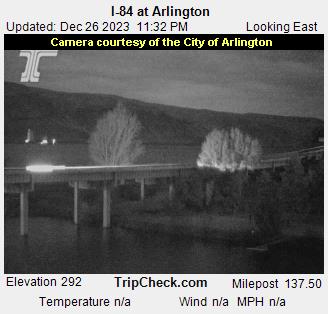 I-84 at Arlington
Updated: Dec 26 2023 11:32 PM Looking East
Camera courtesy of the City of Arlington
Elevation 292 TripCheck.com Milepost 137.50
Temperature n/a Wind n/a MPH n/a